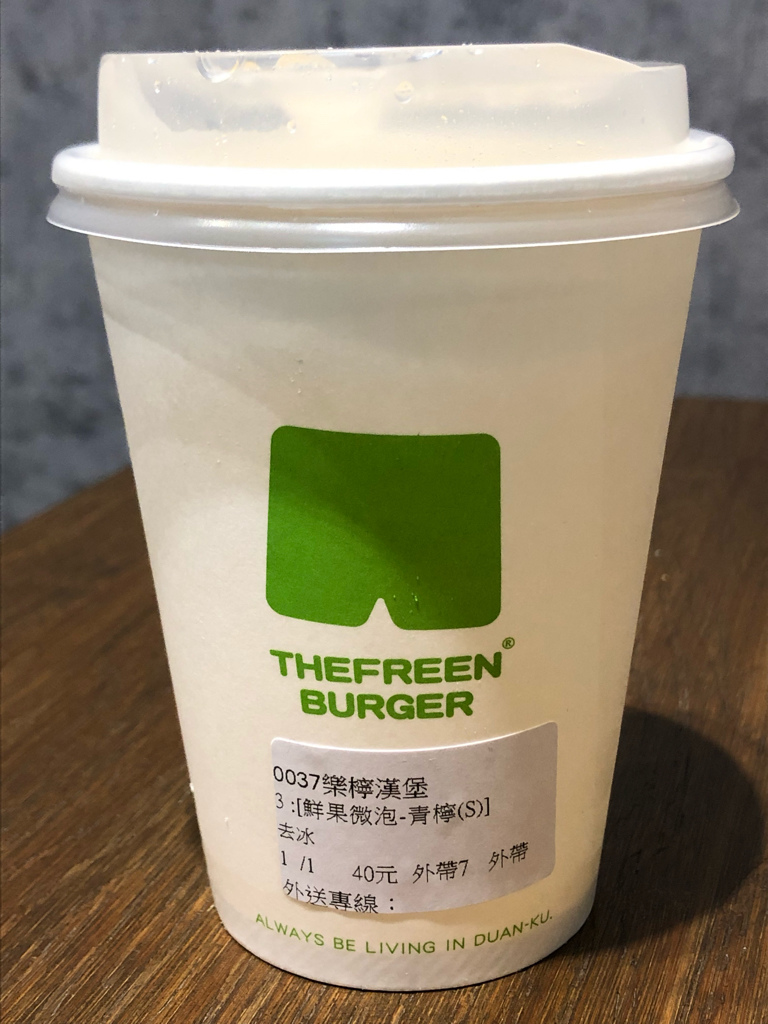 THEFREEN®
BURGER
0037樂檸漢堡
3 :[鮮果微泡-青檸(S)]
去冰
1 /1 40元 外帶7 外帶
外送專線：
ALWAYS BE LIVING IN DUAN-KU.